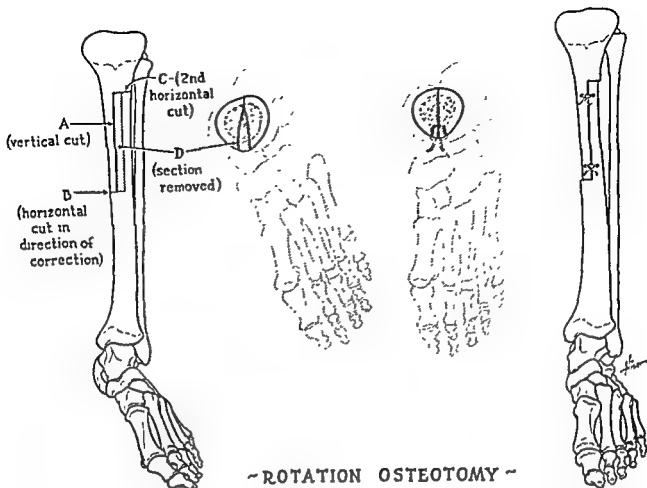 C-(2nd
horizontal
cut)
A
(vertical cut)
D
(section
removed)
B
(horizontal
cut in
direction of
correction)
~ROTATION OSTEOTOMY~